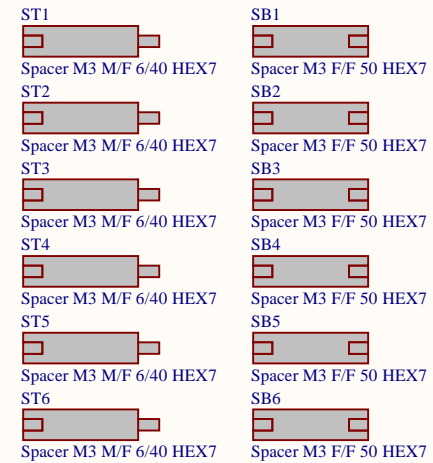 ST1
SB1
Spacer M3 M/F 6/40 HEX7
Spacer M3 F/F 50 HEX7
ST2
SB2
Spacer M3 M/F 6/40 HEX7
Spacer M3 F/F 50 HEX7
ST3
SB3
Spacer M3 M/F 6/40 HEX7
Spacer M3 F/F 50 HEX7
ST4
SB4
Spacer M3 M/F 6/40 HEX7
Spacer M3 F/F 50 HEX7
ST5
SB5
Spacer M3 M/F 6/40 HEX7
Spacer M3 F/F 50 HEX7
ST6
SB6
Spacer M3 M/F 6/40 HEX7
Spacer M3 F/F 50 HEX7